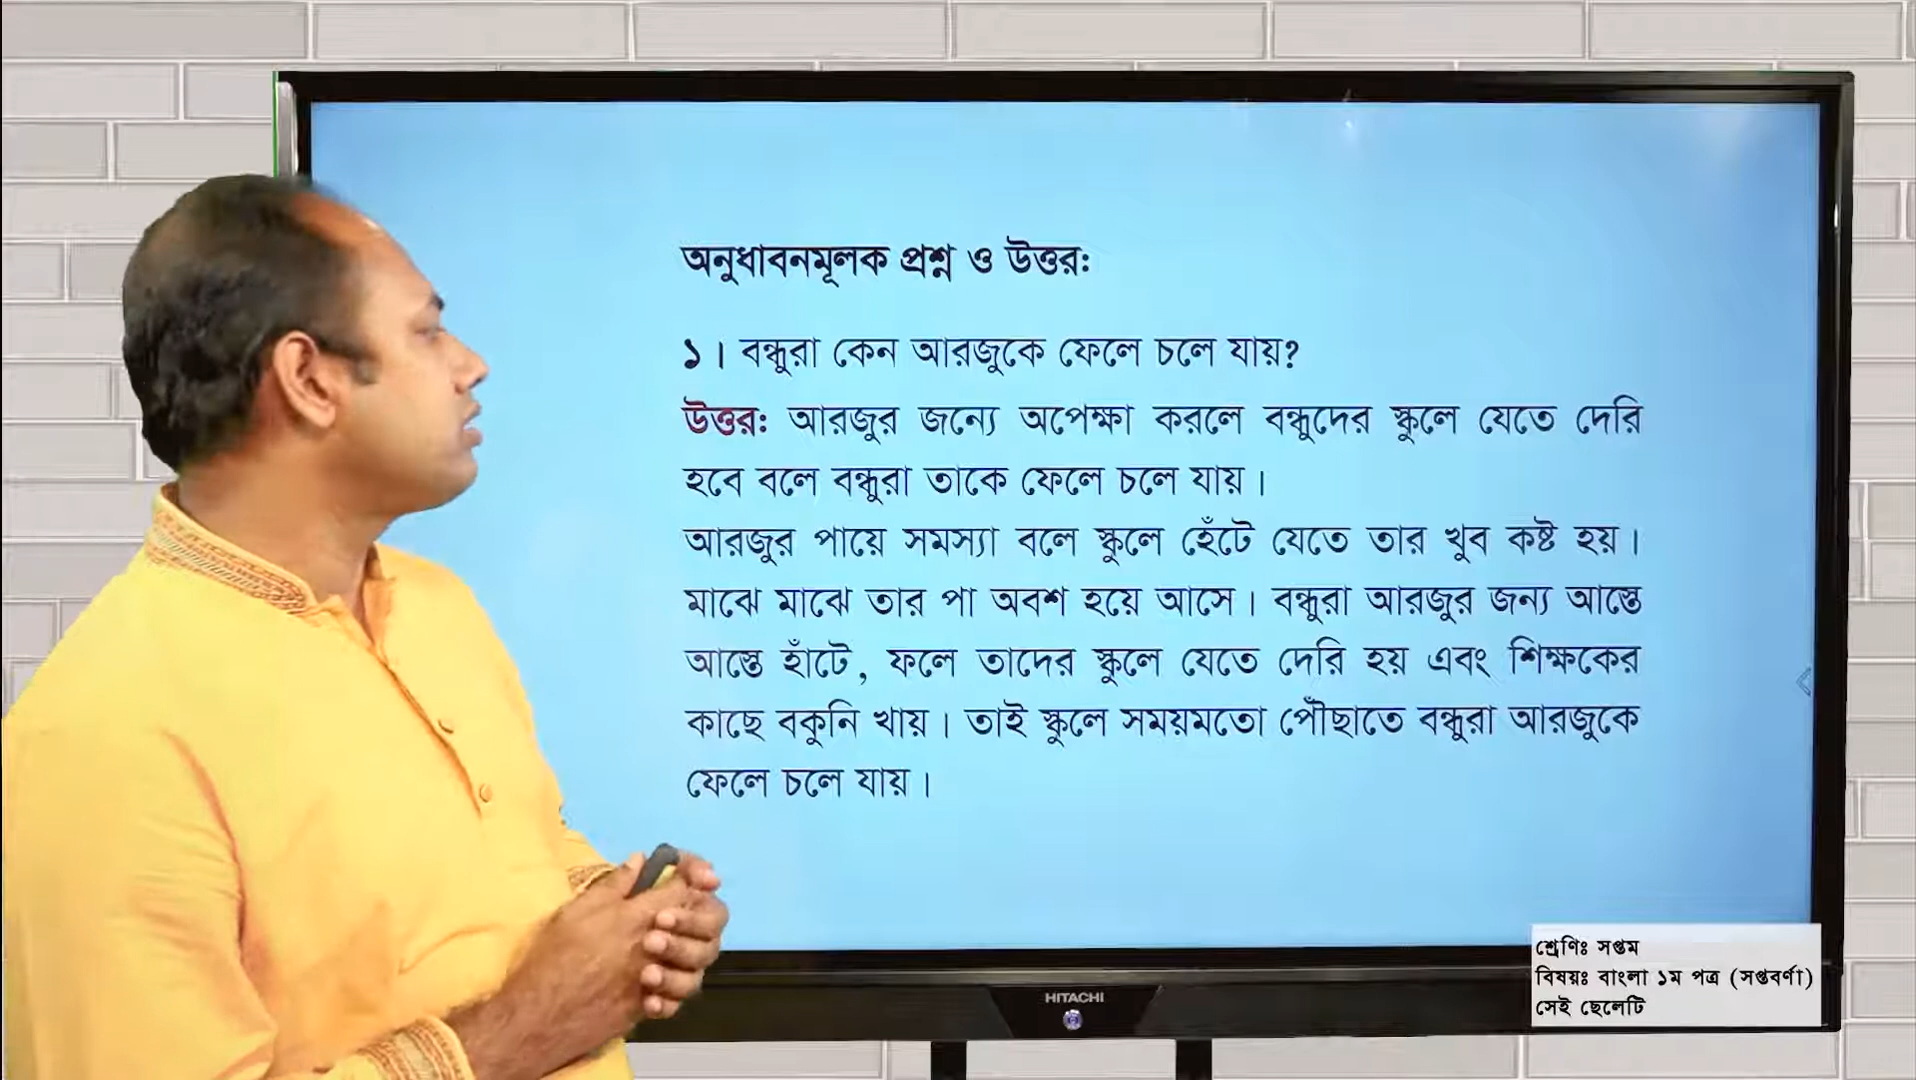 অনুধাবনমূলক প্রশ্ন ও উত্তর:
১। বন্ধুরা কেন আরজুকে ফেলে চলে যায়?
উত্তর: আরজুর জন্যে অপেক্ষা করলে বন্ধুদের স্কুলে যেতে দেরি
হবে বলে বন্ধুরা তাকে ফেলে চলে যায়।
আরজুর পায়ে সমস্যা বলে স্কুলে হেঁটে যেতে তার খুব কষ্ট হয়।
মাঝে মাঝে তার পা অবশ হয়ে আসে। বন্ধুরা আরজুর জন্য আস্তে
আস্তে হাঁটে, ফলে তাদের স্কুলে যেতে দেরি হয় এবং শিক্ষকের
কাছে বকুনি খায়। তাই স্কুলে সময়মতো পৌঁছাতে বন্ধুরা আরজুকে
ফেলে চলে যায়।
HITACHI
শ্রেণিঃ সপ্তম
বিষয়ঃ বাংলা ১ম পত্র (সপ্তবর্ণা)
সেই ছেলেটি